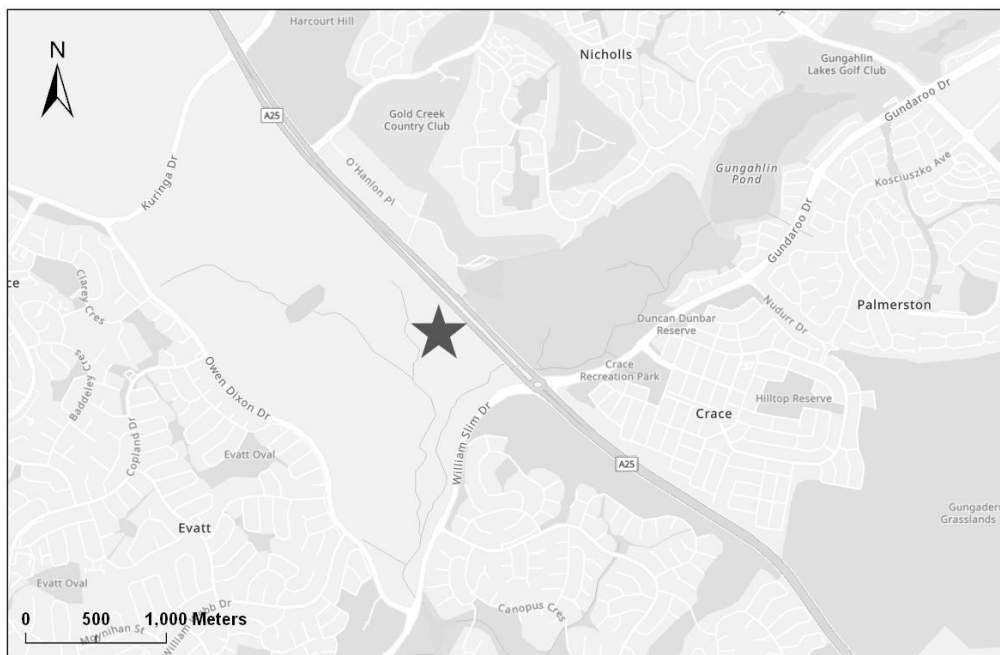 Harcourt Hill
N
Nicholls
Gungahlin
Lakes Golf Club
A25
Gold Creek
Country Club
Gundaroo Dr
Kosciuszko Ave
O'Hanlon Pl
Gungahlin
Pond
Kuringa Dr
Gundaroo Dr
ce
Clarey Cres
Nudurr Dr
Palmerston
Duncan Dunbar
Reserve
Baddeley Cres
Owen Dixon Dr
Crace
Recreation Park
Hilltop Reserve
Crace
Copland Dr
William Slim Dr
Evatt Oval
A25
Evatt
Gungader
Grasslands
Evatt Oval
Canopus Cres
0 500 1,000 Meters
Moynihan St
William Webb Dr